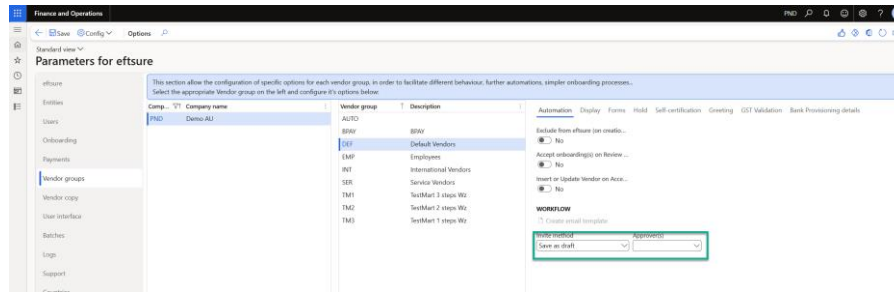 Finance and Operations
PND
?
Save
Config
Options
Standard view
Parameters for eftsure
eftsure
Entities
Users
Onboarding
Payments
Vendor groups
Vendor copy
User interface
Batches
Logs
Support
Countries
This section allow the configuration of specific options for each vendor group, in order to facilitate different behaviour, further automations, simpler onboarding processes...
Select the appropriate Vendor group on the left and configure it's options below.
Comp... Company name
PND Demo AU
Vendor group Description
AUTO
BPAY BPAY
DEF Default Vendors
EMP Employees
INT International Vendors
SER Service Vendors
TM1 TestMart 3 steps Wz
TM2 TestMart 2 steps Wz
TM3 TestMart 1 steps Wz
Automation Display Forms Hold Self-certification Greeting GST Validation Bank Provisioning details
Exclude from eftsure (on creatio...
No
Accept onboarding(s) on Review ...
No
Insert or Update Vendor on Acce...
No
WORKFLOW
Create email template
Invite method Approver(s)
Save as draft